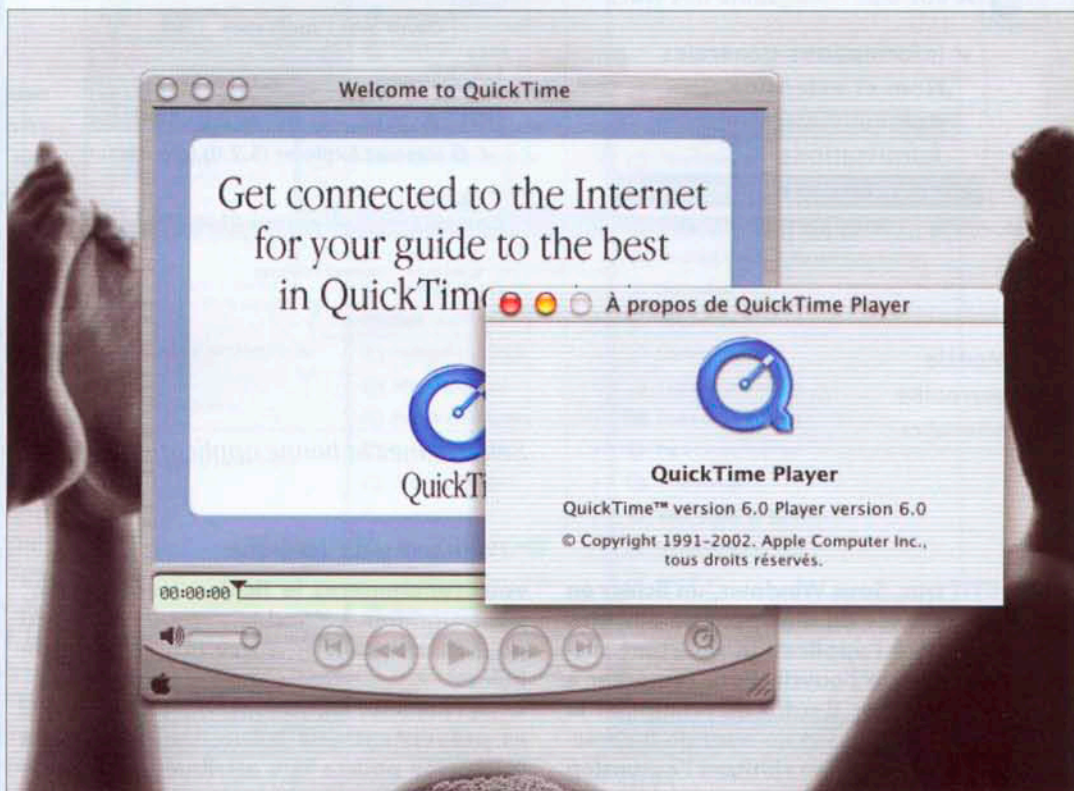 Welcome to QuickTime
Get connected to the Internet
for your guide to the best
in QuickTime
QuickTi
À propos de QuickTime Player
QuickTime Player
QuickTime™ version 6.0 Player version 6.0
© Copyright 1991-2002. Apple Computer Inc.,
tous droits réservés.
00:00:00